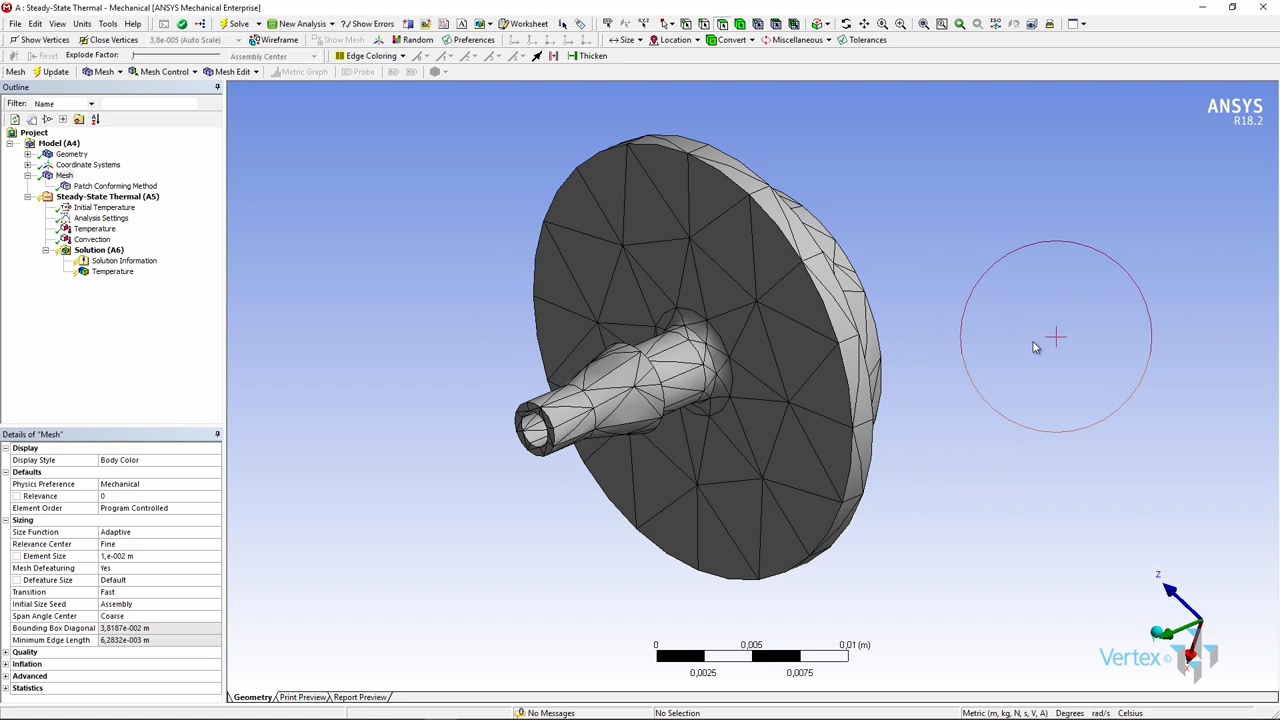 A : Steady-State Thermal - Mechanical [ANSYS Mechanical Enterprise]
File Edit View Units Tools Help Solve New Analysis Show Errors Worksheet
Show Vertices Close Vertices 3,8e-005 (Auto Scale) Wireframe Show Mesh Random Preferences Size Location Convert Miscellaneous Tolerances
Reset Explode Factor: Assembly Center Edge Coloring Thicken
Mesh Update Mesh Mesh Control Mesh Edit Metric Graph Probe
Outline
Filter: Name
Project
Model (A4)
Geometry
Coordinate Systems
Mesh
Patch Conforming Method
Steady-State Thermal (A5)
Initial Temperature
Analysis Settings
Temperature
Convection
Solution (A6)
Solution Information
Temperature
Details of "Mesh"
Display
Display Style Body Color
Defaults
Physics Preference Mechanical
Relevance 0
Element Order Program Controlled
Sizing
Size Function Adaptive
Relevance Center Fine
Element Size 1,e-002 m
Mesh Defeaturing Yes
Defeature Size Default
Transition Fast
Initial Size Seed Assembly
Span Angle Center Coarse
Bounding Box Diagonal 3,8187e-002 m
Minimum Edge Length 6,2832e-003 m
Quality
Inflation
Advanced
Statistics
ANSYS
R18.2
0 0,005 0,01 (m)
0,0025 0,0075
Z
X
Vertex ©
Geometry Print Preview Report Preview
No Messages No Selection Metric (m, kg, N, s, V, A) Degrees rad/s Celsius